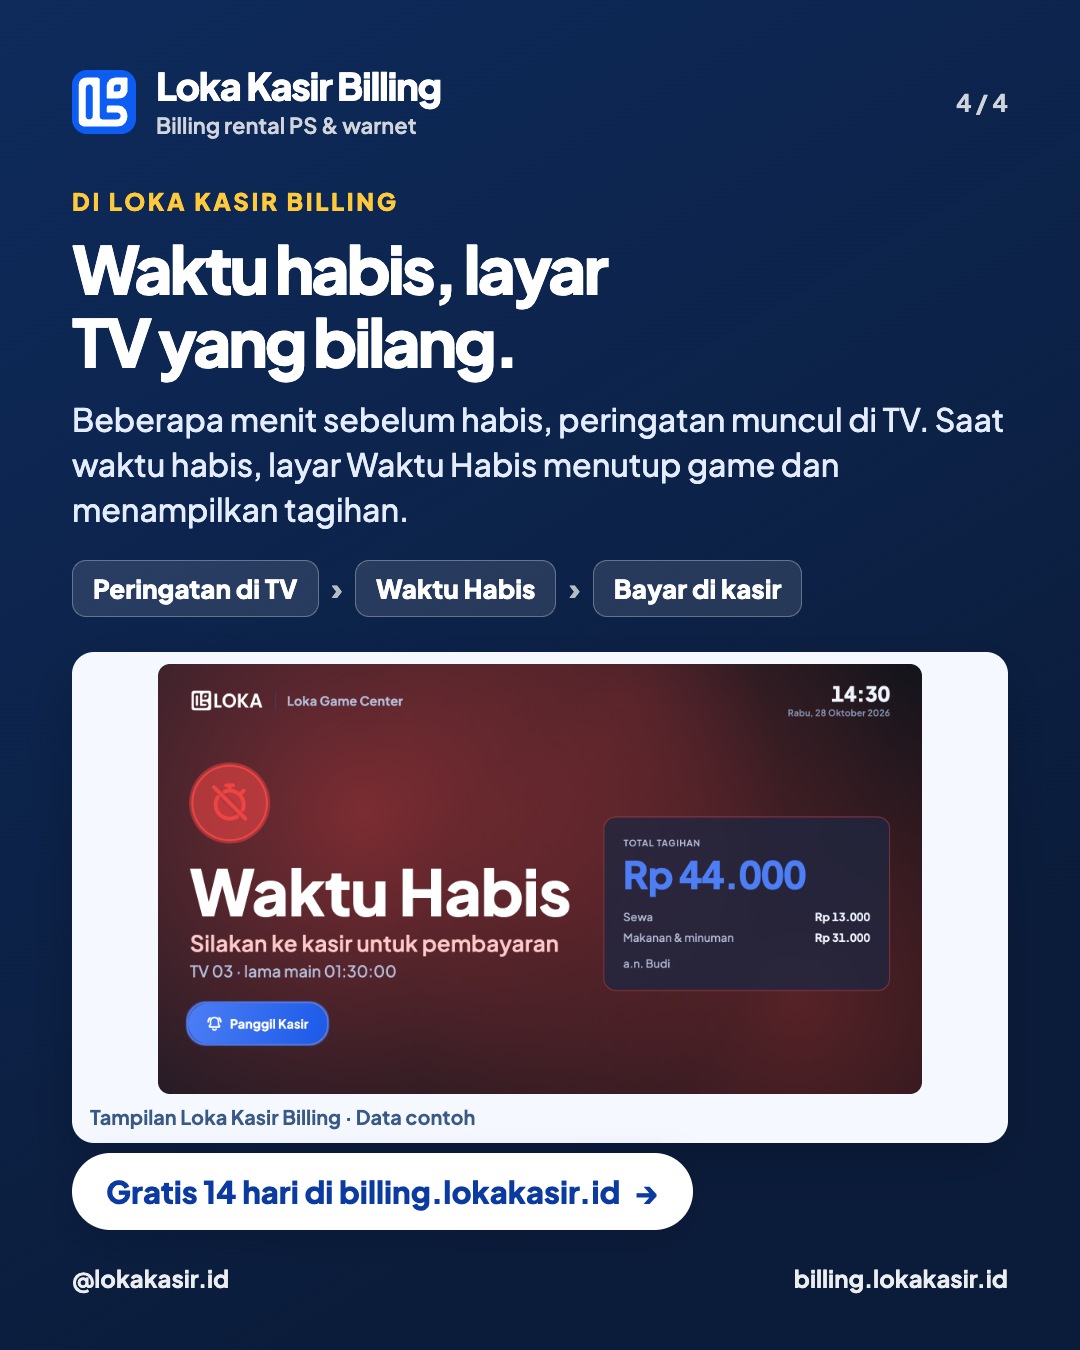 Loka Kasir Billing
Billing rental PS & warnet
4 / 4
DI LOKA KASIR BILLING
Waktu habis, layar
TV yang bilang.
Beberapa menit sebelum habis, peringatan muncul di TV. Saat
waktu habis, layar Waktu Habis menutup game dan
menampilkan tagihan.
Peringatan di TV › Waktu Habis › Bayar di kasir
LOKA Loka Game Center
14:30
Rabu, 28 Oktober 2026
Waktu Habis
Silakan ke kasir untuk pembayaran
TV 03 · lama main 01:30:00
Panggil Kasir
TOTAL TAGIHAN
Rp 44.000
Sewa Rp 13.000
Makanan & minuman Rp 31.000
a.n. Budi
Tampilan Loka Kasir Billing · Data contoh
Gratis 14 hari di billing.lokakasir.id →
@lokakasir.id
billing.lokakasir.id